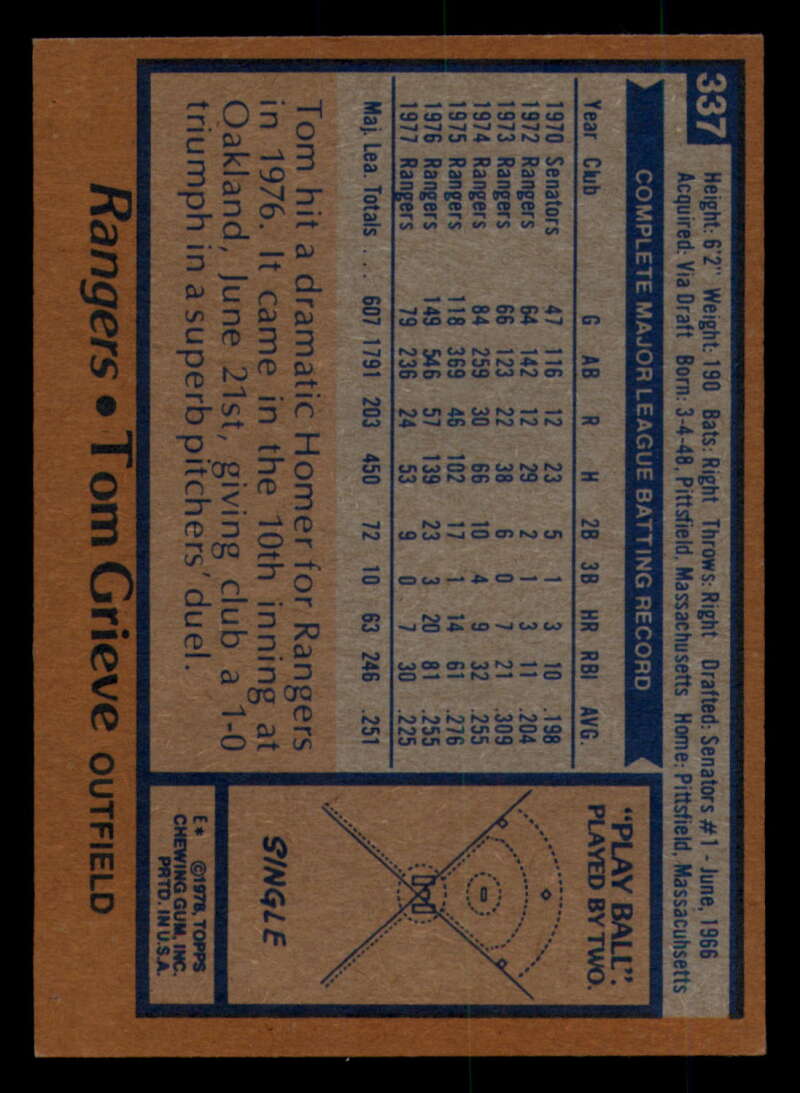 337
Height: 6'2" Weight: 190 Bats: Right Throws: Right Drafted: Senators #1 - June, 1966
Acquired: Via Draft Born: 3-4-48, Pittsfield, Massachusetts Home: Pittsfield, Massacuhsetts
COMPLETE MAJOR LEAGUE BATTING RECORD
Year Club G AB R H 2B 3B HR RBI AVG.
1970 Senators 47 116 12 23 5 1 3 10 .198
1972 Rangers 64 142 12 29 2 1 3 11 .204
1973 Rangers 66 123 22 38 6 0 7 21 .309
1974 Rangers 84 259 30 66 10 4 9 32 .255
1975 Rangers 118 369 46 102 17 1 14 61 .276
1976 Rangers 149 546 57 139 23 3 20 81 .255
1977 Rangers 79 236 24 53 9 0 7 30 .225
Maj. Lea. Totals .... 607 1791 203 450 72 10 63 246 .251
Tom hit a dramatic Homer for Rangers
in 1976. It came in the 10th inning at
Oakland, June 21st, giving club a 1-0
triumph in a superb pitchers' duel.
"PLAY BALL".
PLAYED BY TWO.
SINGLE
E* ©1978, TOPPS
CHEWING GUM, INC.
PRTD. IN U.S.A.
Rangers • Tom Grieve OUTFIELD